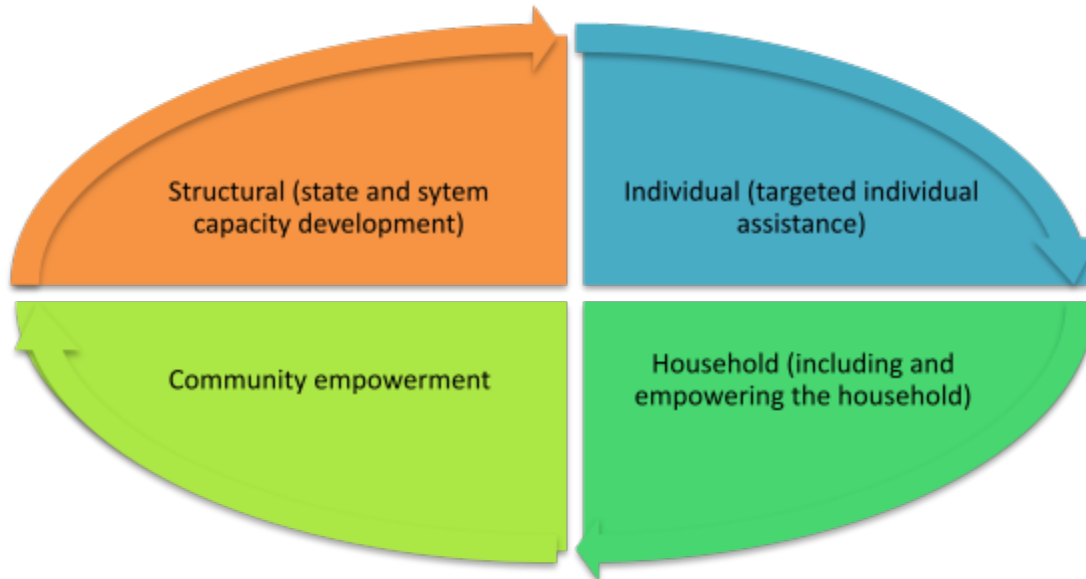 Structural (state and sytem
capacity development)
Individual (targeted individual
assistance)
Community empowerment
Household (including and
empowering the household)